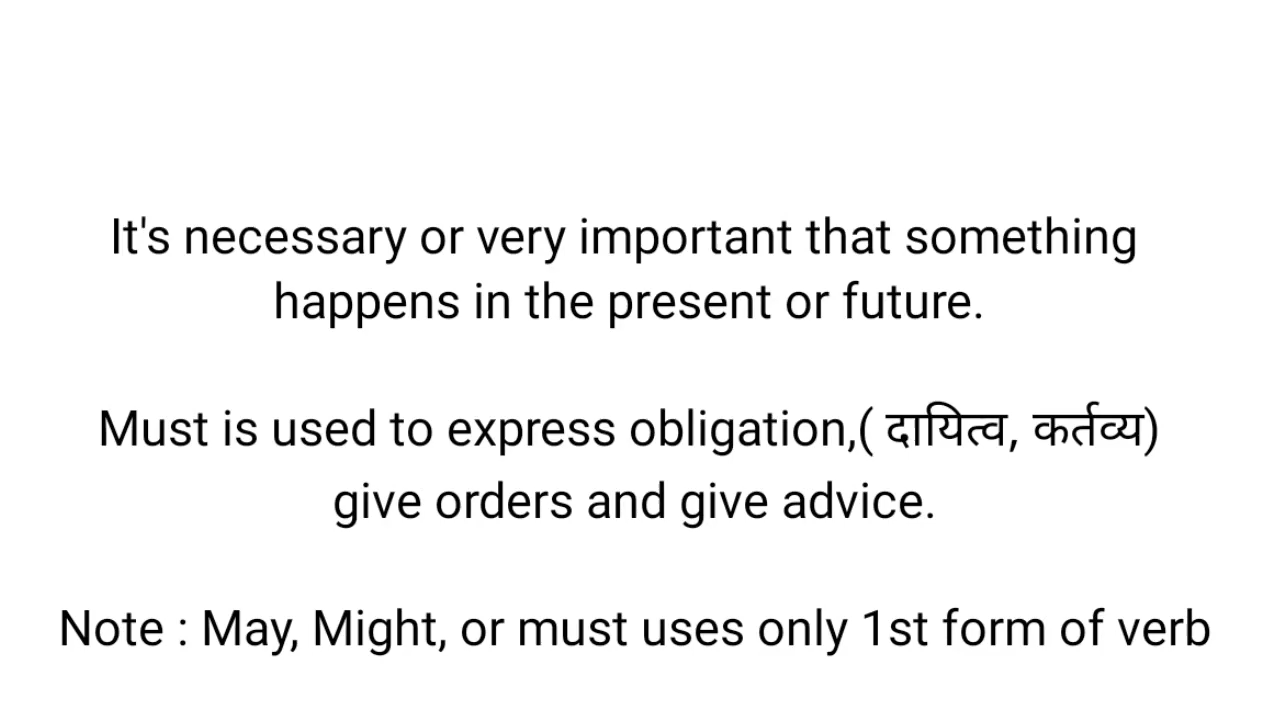 It's necessary or very important that something
happens in the present or future.
Must is used to express obligation,( दायित्व, कर्तव्य)
give orders and give advice.
Note : May, Might, or must uses only 1st form of verb